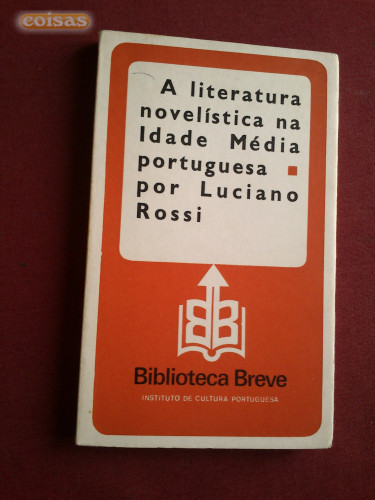 coisas
A literatura
novelística na
Idade Média
portuguesa ▪
por Luciano
Rossi
BB
Biblioteca Breve
INSTITUTO DE CULTURA PORTUGUESA